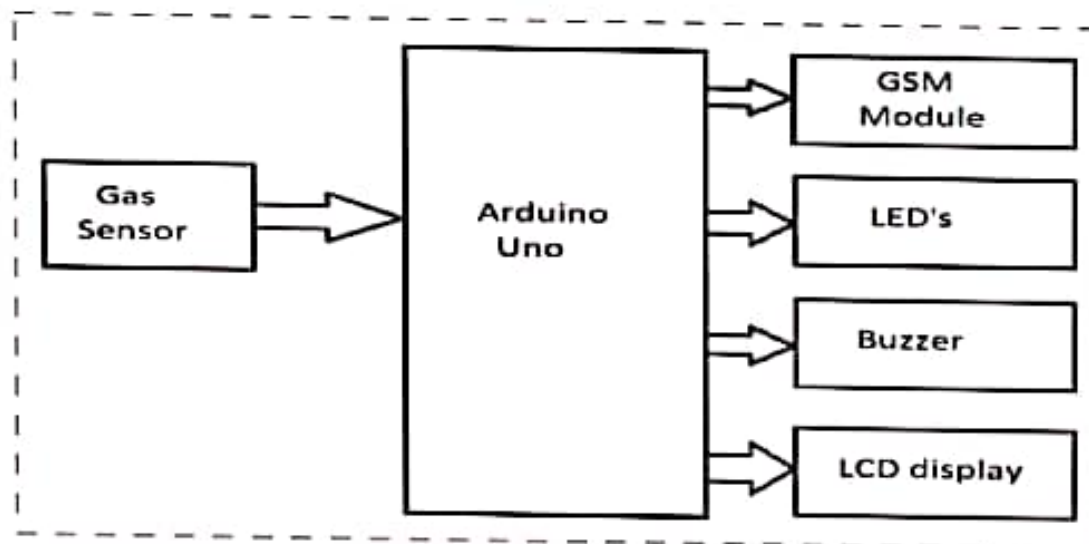 Gas
Sensor
Arduino
Uno
GSM
Module
LED's
Buzzer
LCD display